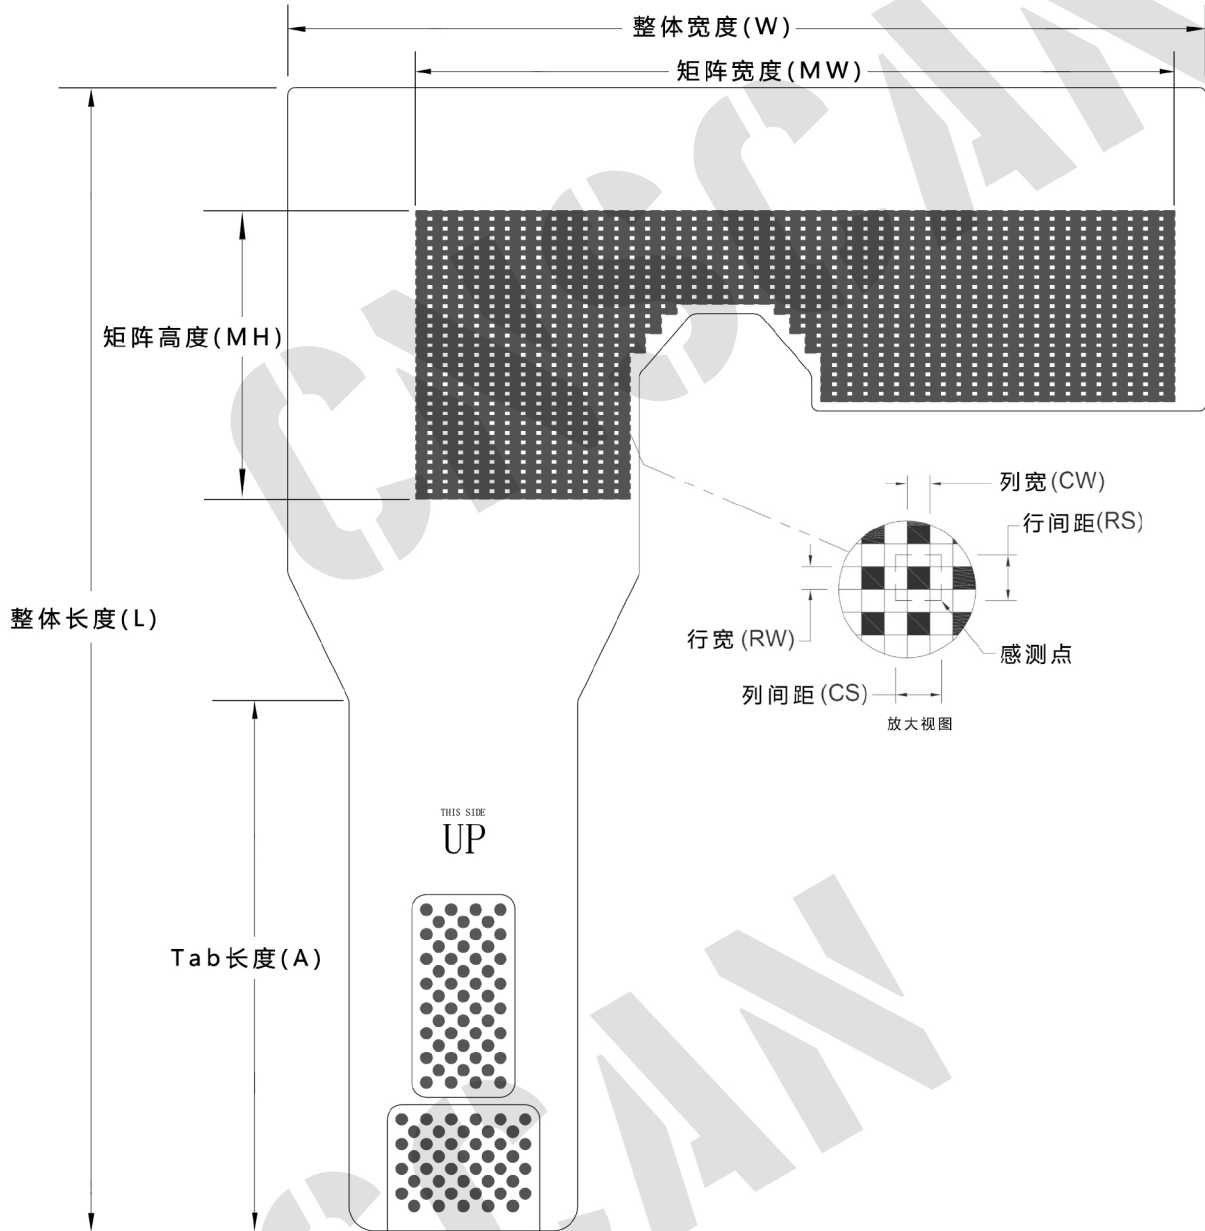 整体宽度(W)
矩阵宽度(MW)
矩阵高度(MH)
列宽(CW)
行间距(RS)
整体长度(L)
行宽(RW)
感测点
列间距(CS)
放大视图
THIS SIDE
UP
Tab长度(A)